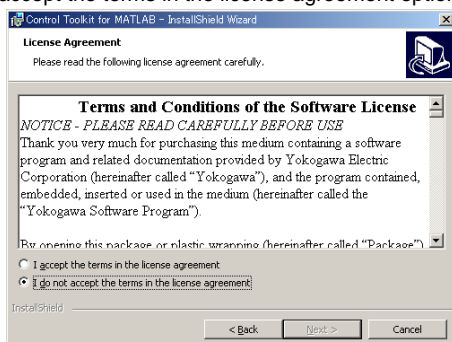 accept the terms in the license agreement option
Control Toolkit for MATLAB - InstallShield Wizard
License Agreement
Please read the following license agreement carefully.
Terms and Conditions of the Software License
NOTICE - PLEASE READ CAREFULLY BEFORE USE
Thank you very much for purchasing this medium containing a software
program and related documentation provided by Yokogawa Electric
Corporation (hereinafter called “Yokogawa”), and the program contained,
embedded, inserted or used in the medium (hereinafter called the
“Yokogawa Software Program”).
By opening this package or plastic wrapping (hereinafter called “Package”)
I accept the terms in the license agreement
I do not accept the terms in the license agreement
InstallShield
< Back
Next >
Cancel